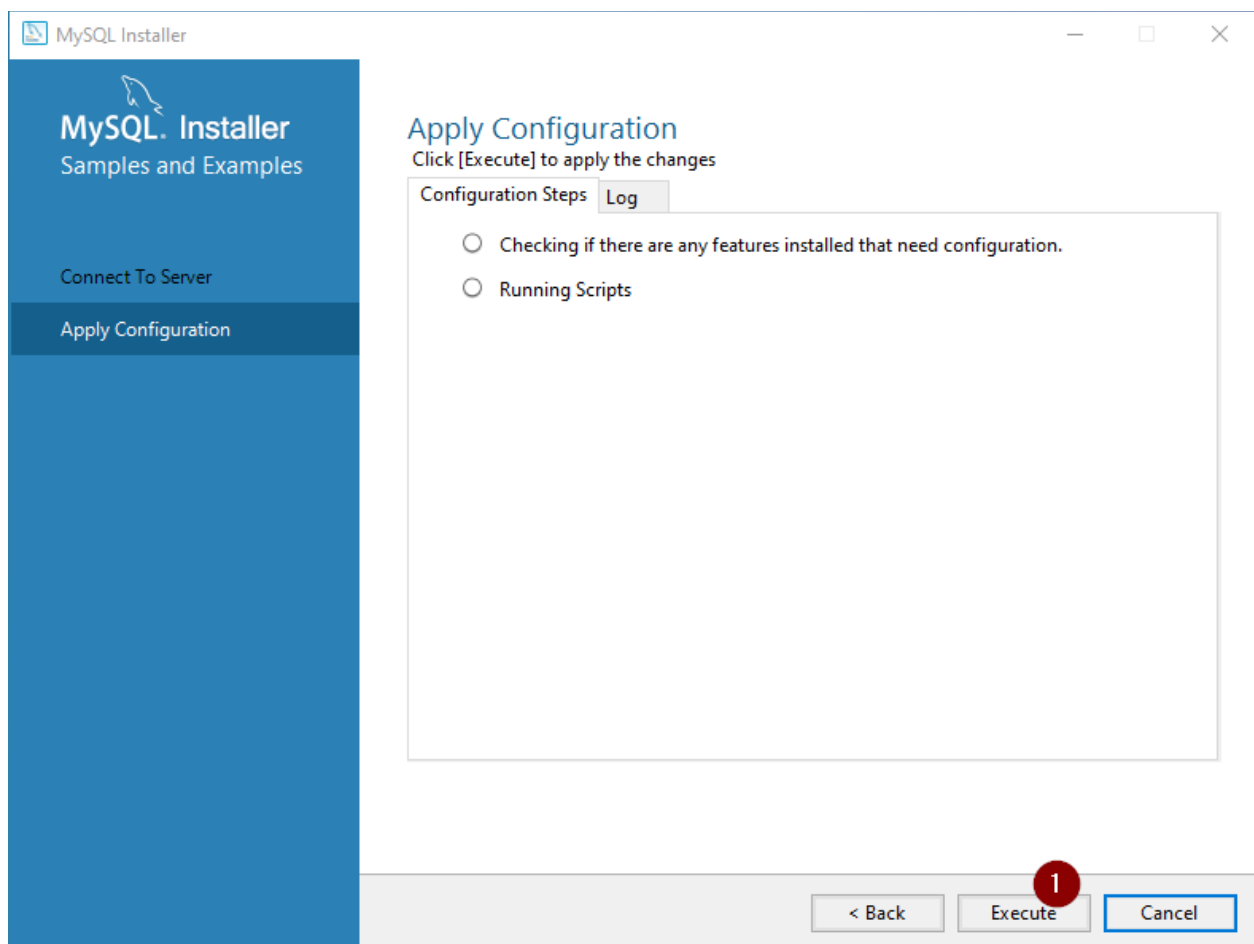 MySQL Installer
MySQL. Installer
Samples and Examples
Connect To Server
Apply Configuration
Apply Configuration
Click [Execute] to apply the changes
Configuration Steps Log
Checking if there are any features installed that need configuration.
Running Scripts
1
< Back Execute Cancel